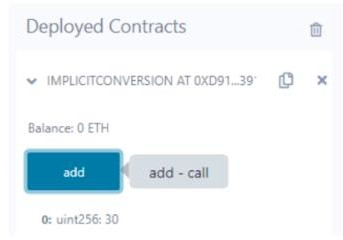 Deployed Contracts
IMPLICITCONVERSION AT 0XD91...39
Balance: 0 ETH
add
add - call
0: uint256: 30